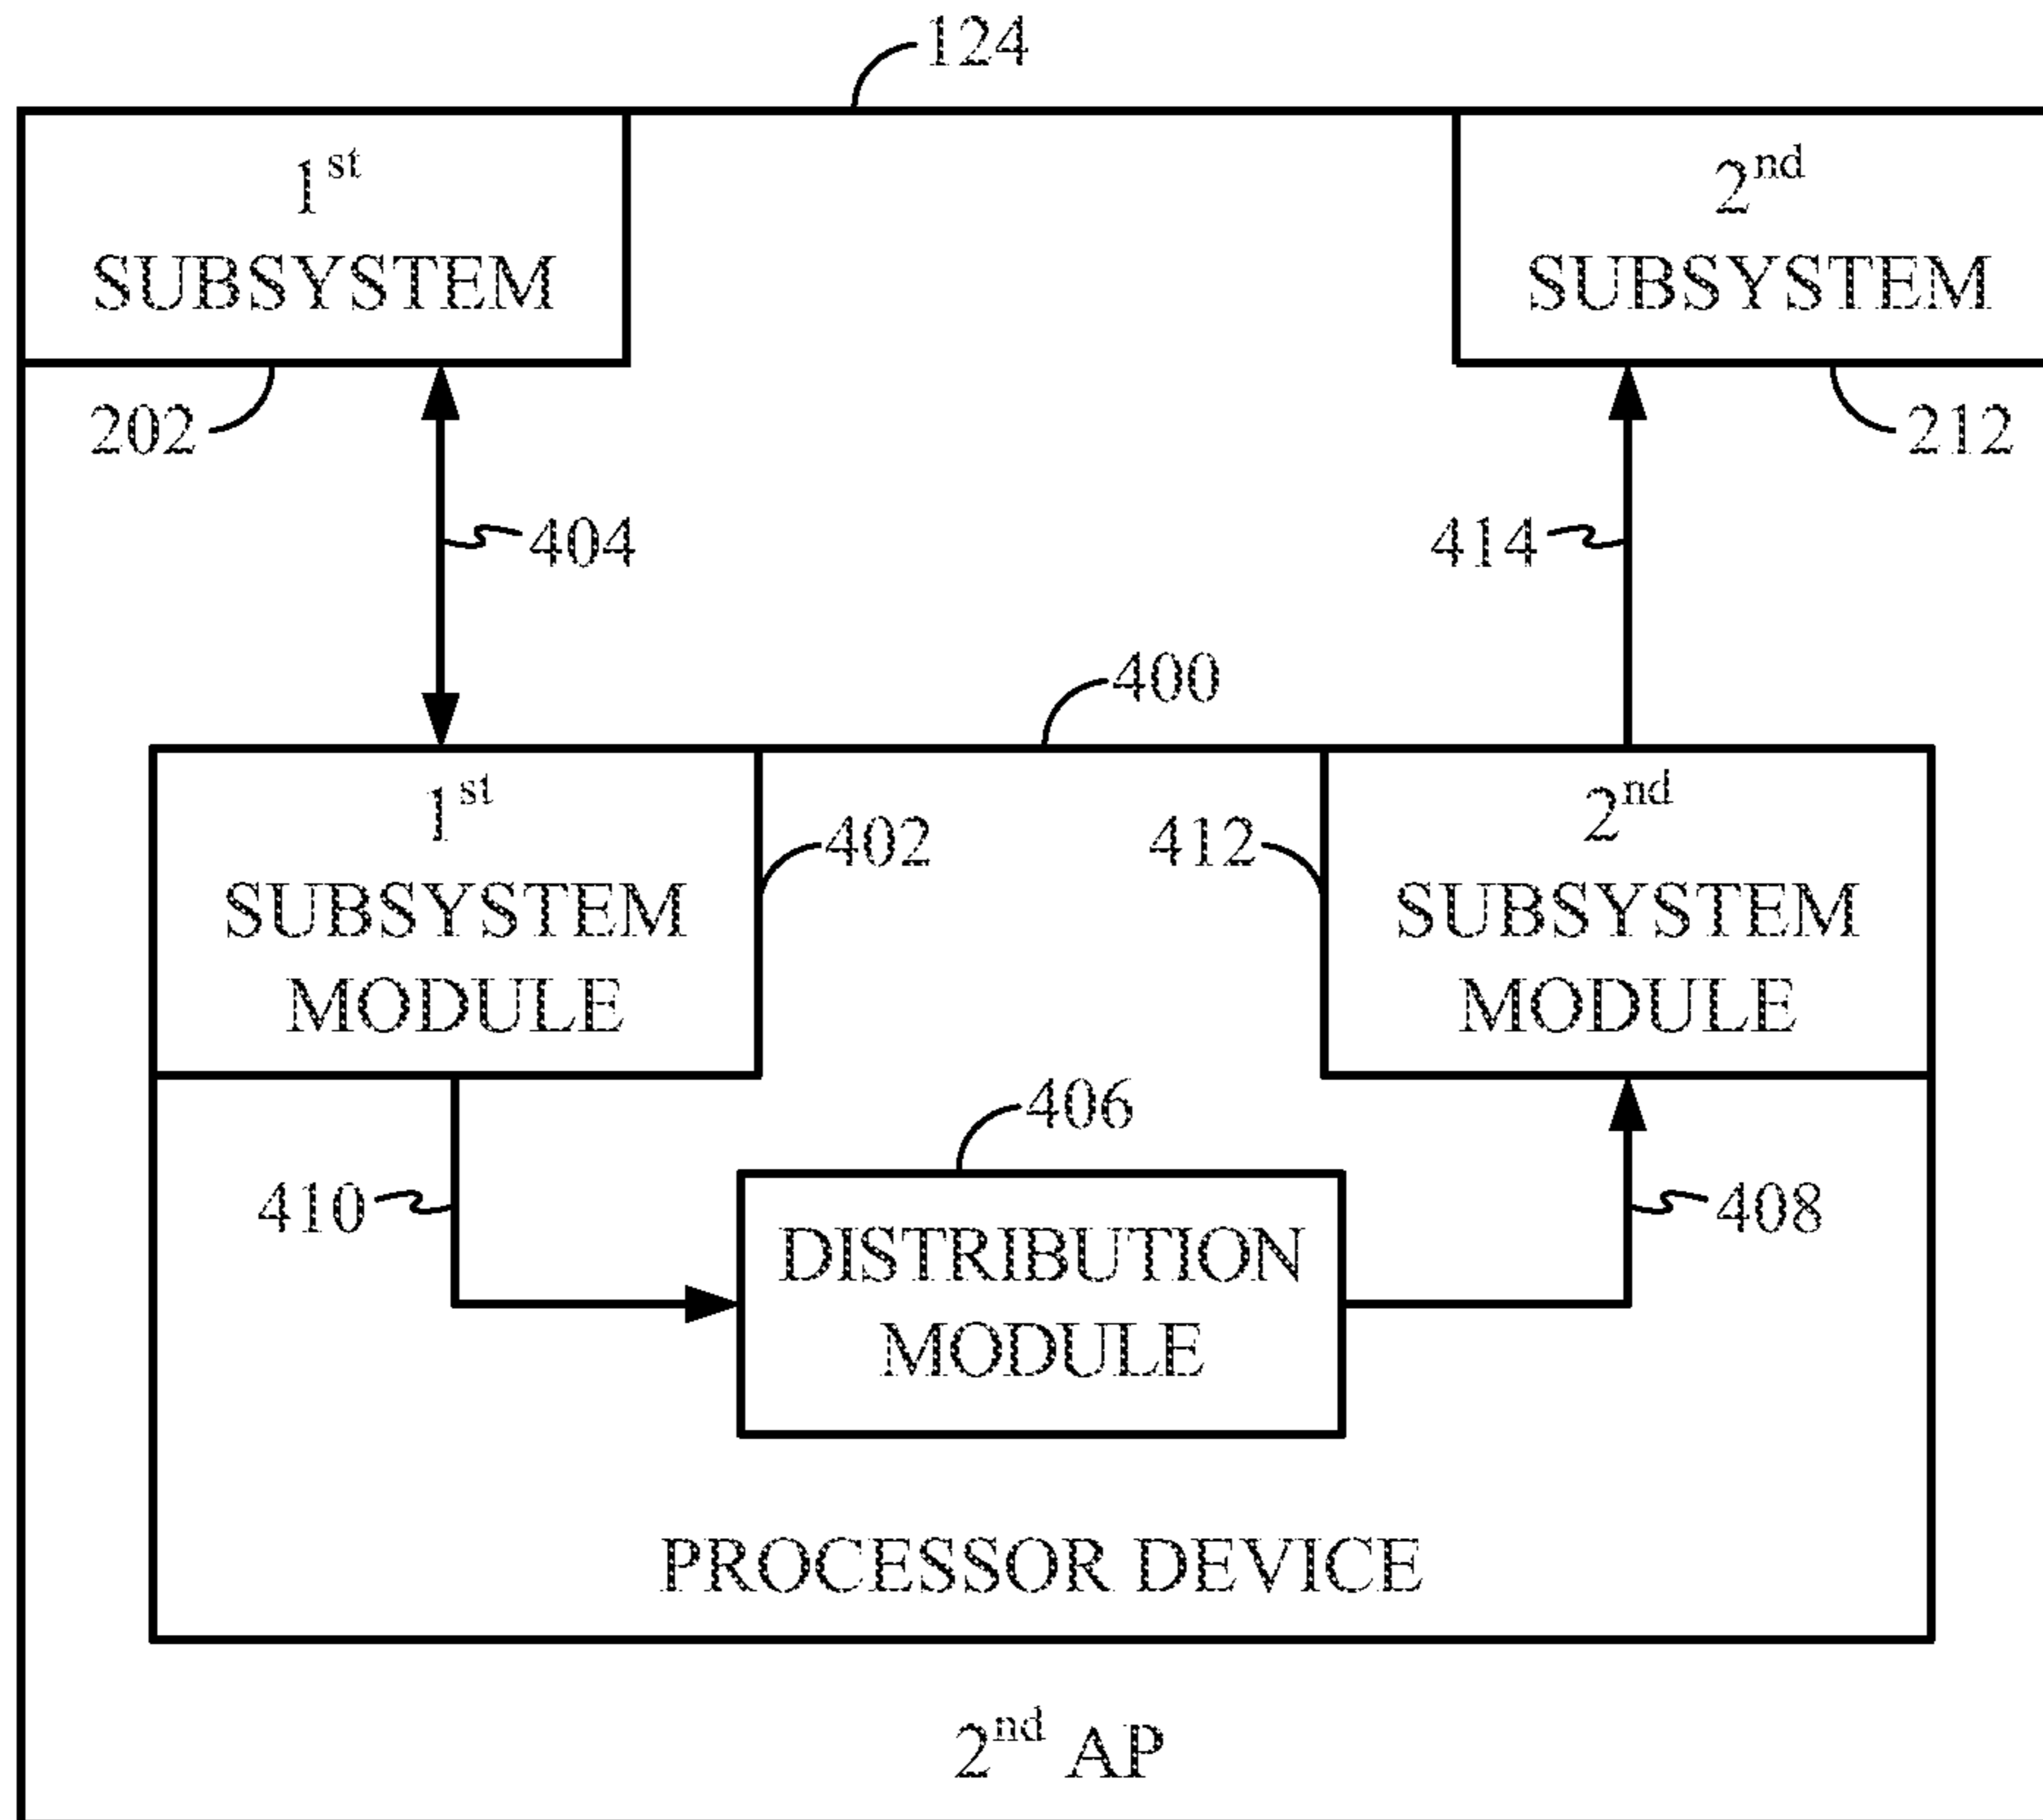 124
1st
SUBSYSTEM
2nd
SUBSYSTEM
202
212
404
414
400
1st
SUBSYSTEM
MODULE
402
412
2nd
SUBSYSTEM
MODULE
406
410
408
DISTRIBUTION
MODULE
PROCESSOR DEVICE
2nd AP